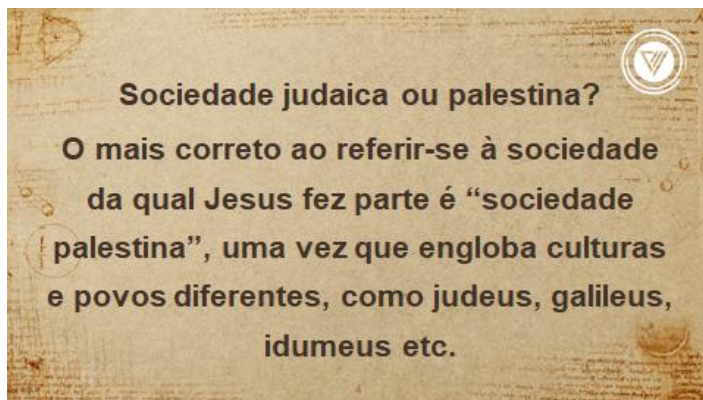 Sociedade judaica ou palestina?
O mais correto ao referir-se à sociedade
da qual Jesus fez parte é “sociedade
palestina”, uma vez que engloba culturas
e povos diferentes, como judeus, galileus,
idumeus etc.